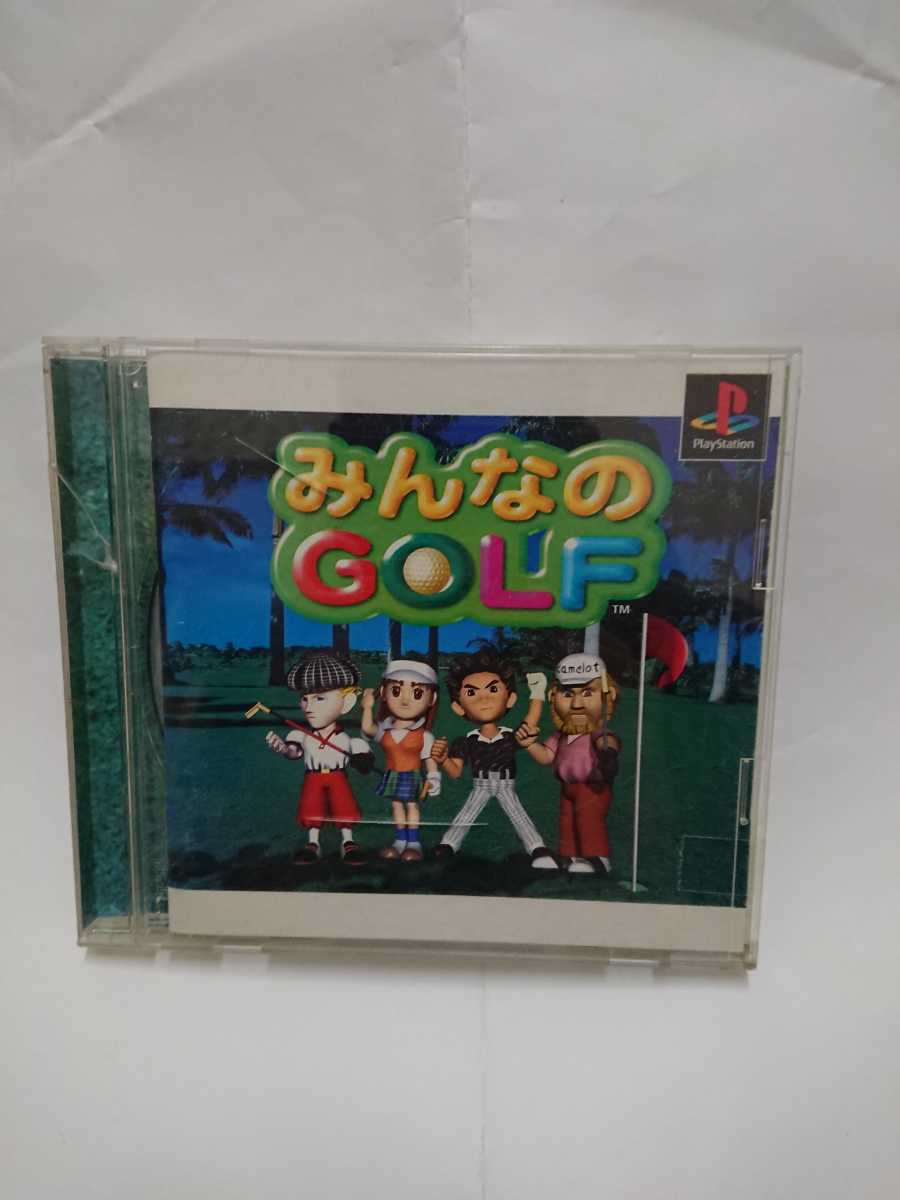 PlayStation
みんなの
GOLF
TM
camelot